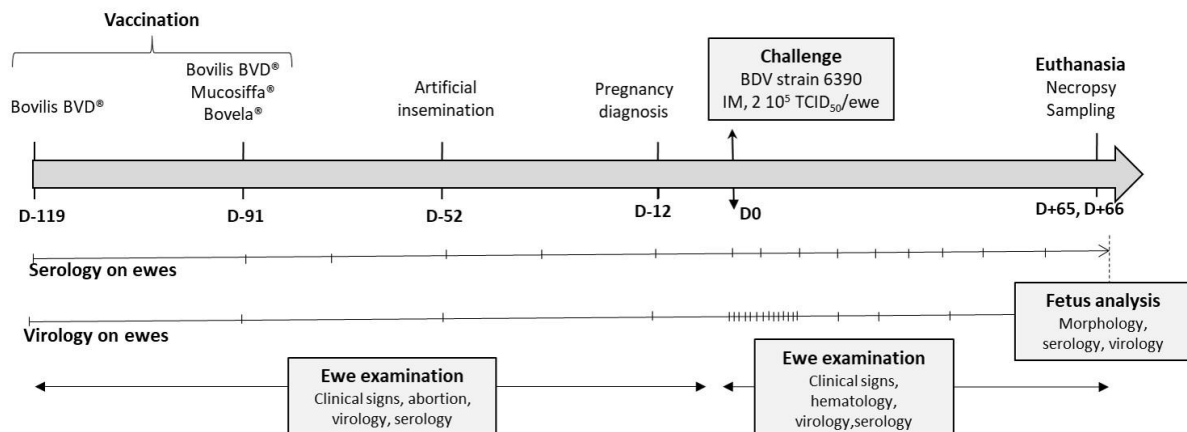 Vaccination
Bovilis BVD®
Bovilis BVD®
Mucosiffa®
Bovela®
Artificial
insemination
Pregnancy
diagnosis
Challenge
BDV strain 6390
IM, 2 10⁵ TCID₅₀/ewe
Euthanasia
Necropsy
Sampling
D-119
D-91
D-52
D-12
D0
D+65, D+66
Serology on ewes
Virology on ewes
Fetus analysis
Morphology,
serology, virology
Ewe examination
Clinical signs, abortion,
virology, serology
Ewe examination
Clinical signs,
hematology,
virology,serology